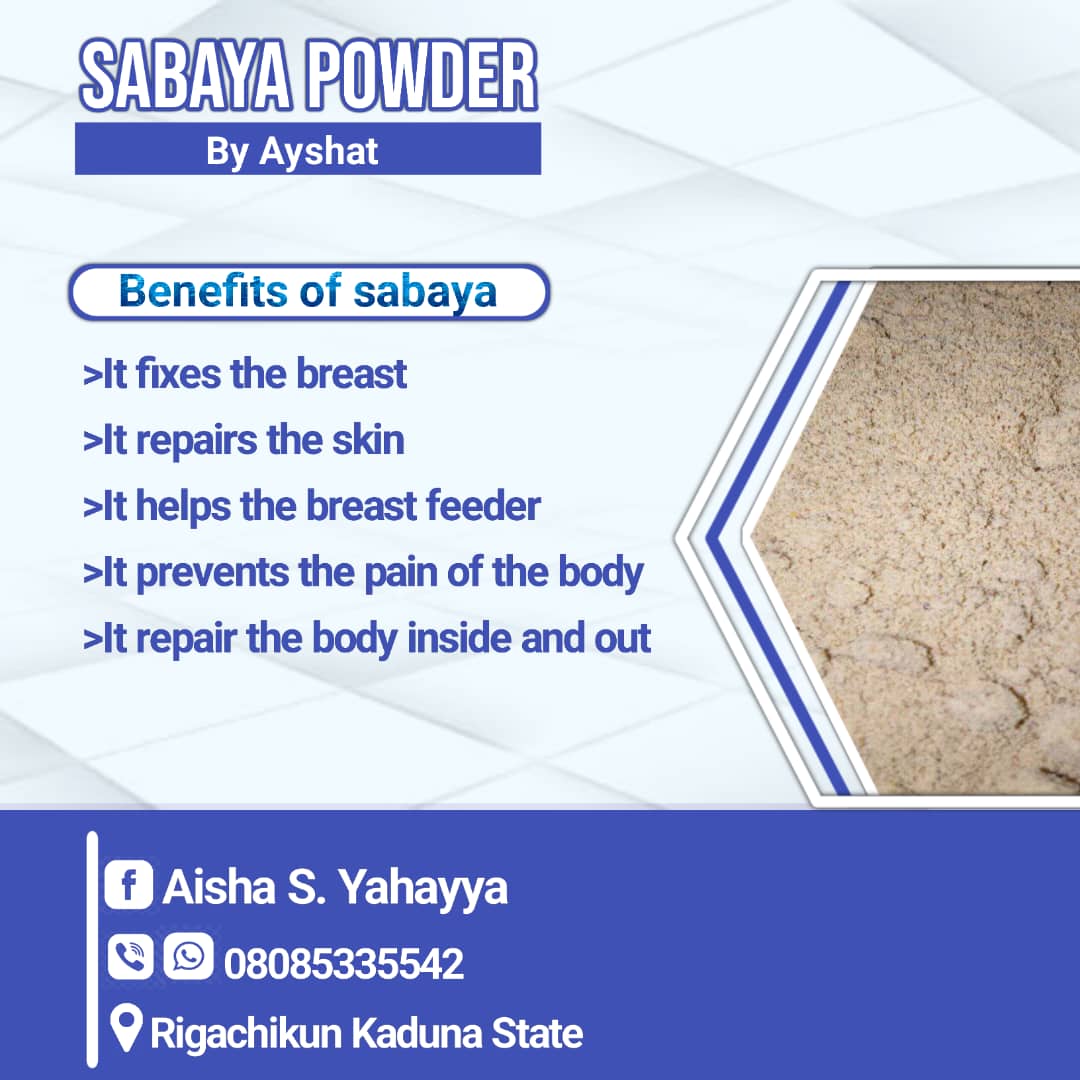 SABAYA POWDER
By Ayshat
Benefits of sabaya
>It fixes the breast
>It repairs the skin
>It helps the breast feeder
>It prevents the pain of the body
>It repair the body inside and out
Aisha S. Yahayya
08085335542
Rigachikun Kaduna State